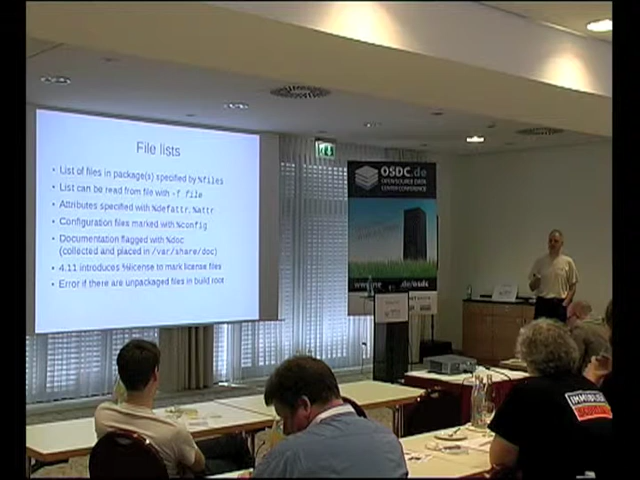 File lists
List of files in package(s) specified by %files
List can be read from file with -f file
Attributes specified with %defattr, %attr
Configuration files marked with %config
Documentation flagged with %doc
(collected and placed in /var/share/doc)
4.11 introduces %license to mark license files
Error if there are unpackaged files in build root
OSDC.de
OPEN SOURCE DATA
CENTER CONFERENCE
.de/osdc